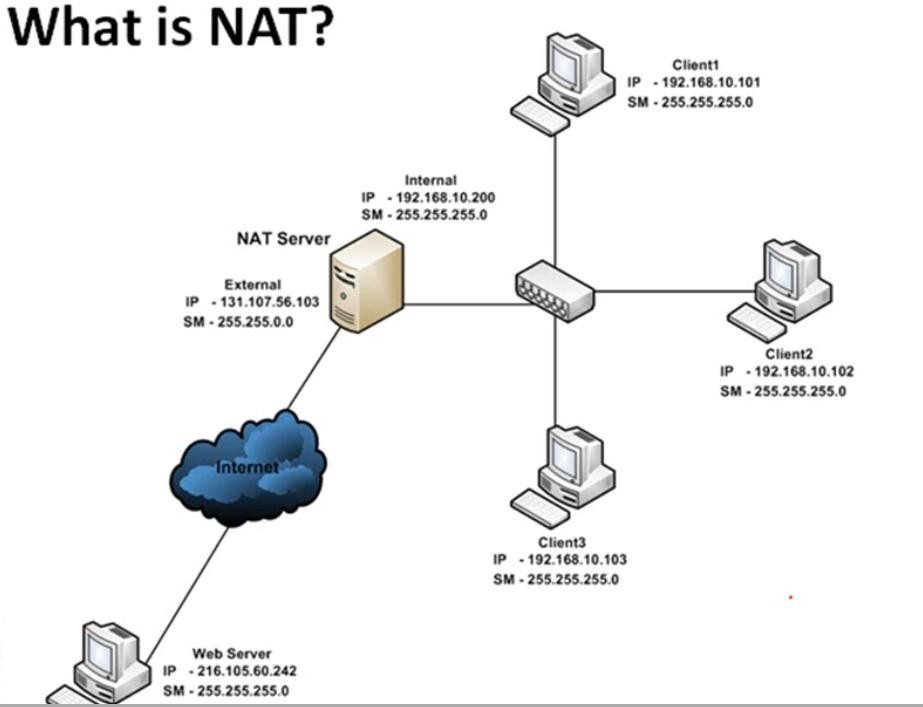 What is NAT?
Client1
IP - 192.168.10.101
SM - 255.255.255.0
Internal
IP - 192.168.10.200
SM - 255.255.255.0
NAT Server
External
IP - 131.107.56.103
SM - 255.255.0.0
Client2
IP - 192.168.10.102
SM - 255.255.255.0
Internet
Client3
IP - 192.168.10.103
SM - 255.255.255.0
Web Server
IP - 216.105.60.242
SM - 255.255.255.0